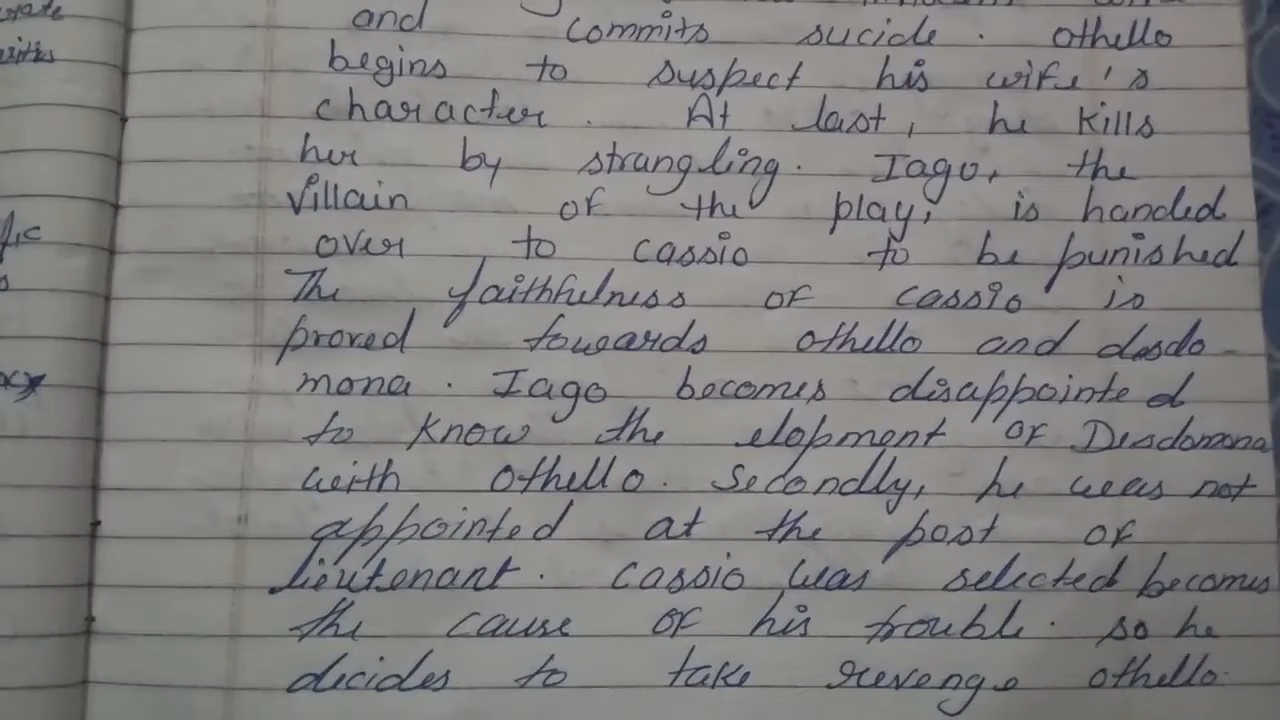 and commits sucide . Othello
begins to suspect his wife's
character . At last, he kills
her by strangling. Iago, the
Villain of the play, is handed
over to cassio to be punished
The faithfulness of cassio is
proved towards Othello and desdo-
mona . Iago becomes disappointed
to know the elopment of Desdomona
with Othello. Secondly, he was not
appointed at the post of
lieutenant . Cassio was selected becomes
the cause of his trouble. so he
decides to take revenge Othello.